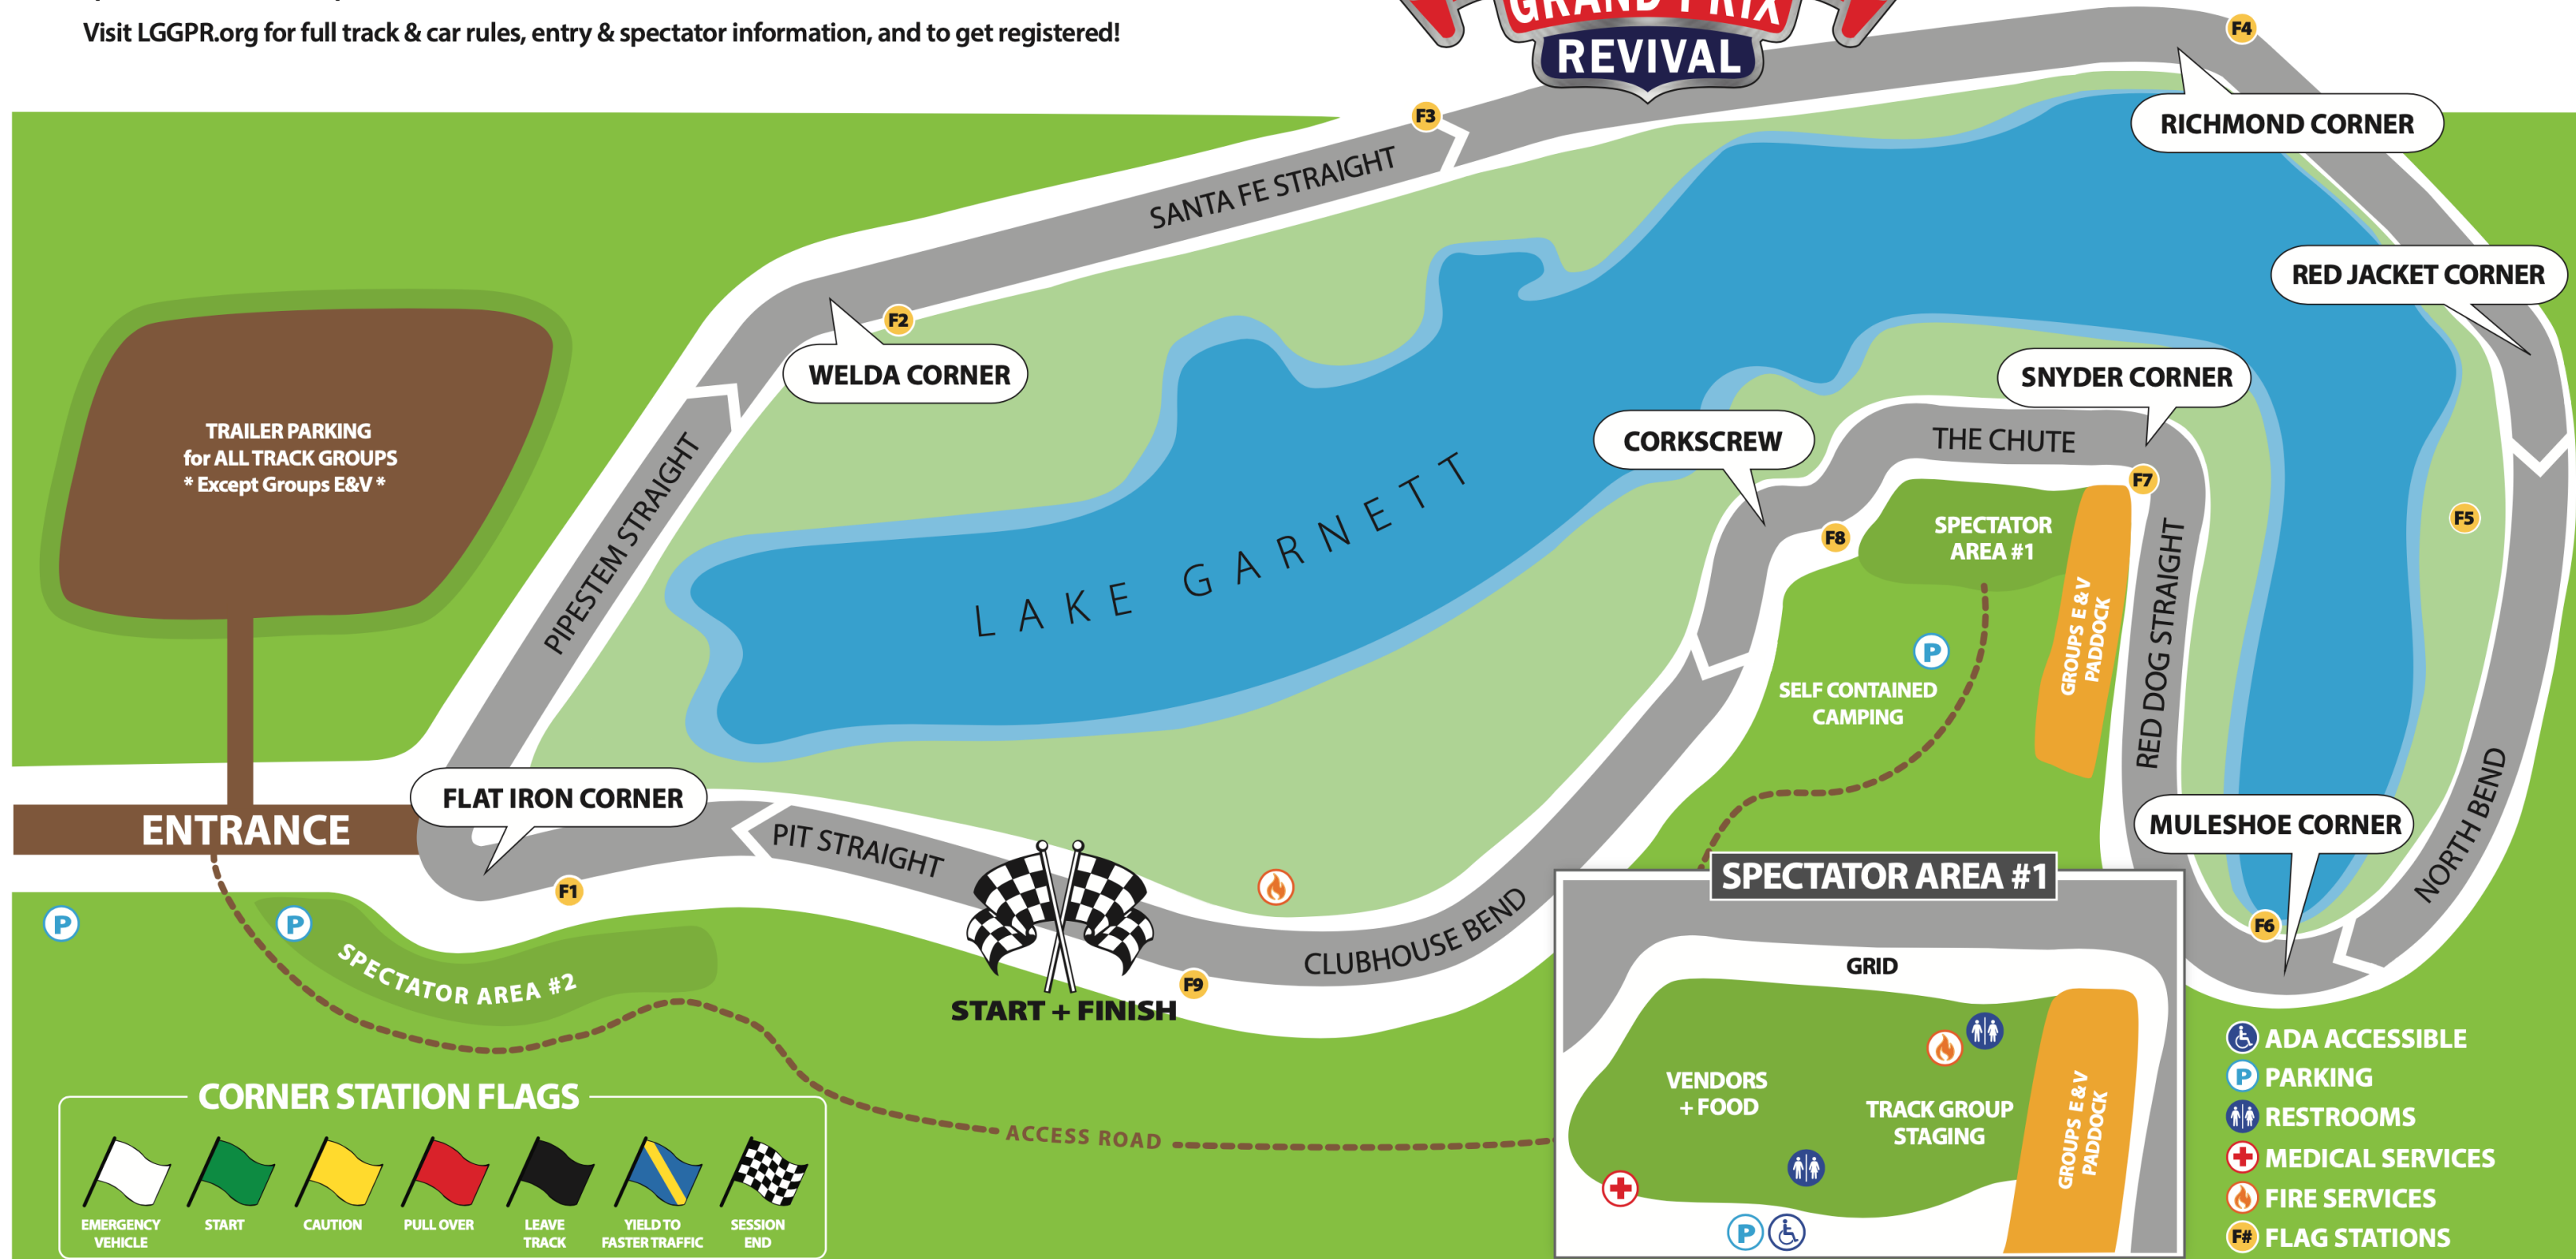 Visit LGGPR.org for full track & car rules, entry & spectator information, and to get registered!
GRAND PRIX
REVIVAL
F4
RICHMOND CORNER
F3
SANTA FE STRAIGHT
RED JACKET CORNER
F2
WELDA CORNER
SNYDER CORNER
CORKSCREW
THE CHUTE
F7
F5
TRAILER PARKING
for ALL TRACK GROUPS
* Except Groups E&V *
PIPESTEM STRAIGHT
LAKE GARNETT
F8
SPECTATOR
AREA #1
GROUPS E & V
PADDOCK
RED DOG STRAIGHT
P
SELF CONTAINED
CAMPING
NORTH BEND
FLAT IRON CORNER
ENTRANCE
PIT STRAIGHT
MULESHOE CORNER
F1
F6
P
P
SPECTATOR AREA #2
CLUBHOUSE BEND
F9
START + FINISH
ACCESS ROAD
SPECTATOR AREA #1
GRID
VENDORS
+ FOOD
TRACK GROUP
STAGING
GROUPS E & V
PADDOCK
P
CORNER STATION FLAGS
EMERGENCY
VEHICLE
START
CAUTION
PULL OVER
LEAVE
TRACK
YIELD TO
FASTER TRAFFIC
SESSION
END
ADA ACCESSIBLE
P PARKING
RESTROOMS
MEDICAL SERVICES
FIRE SERVICES
F# FLAG STATIONS